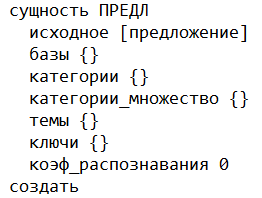 сущность ПРЕДЛ
исходное [предложение]
базы {}
категории {}
категории_множество {}
темы {}
ключи {}
коэф_распознавания 0
создать